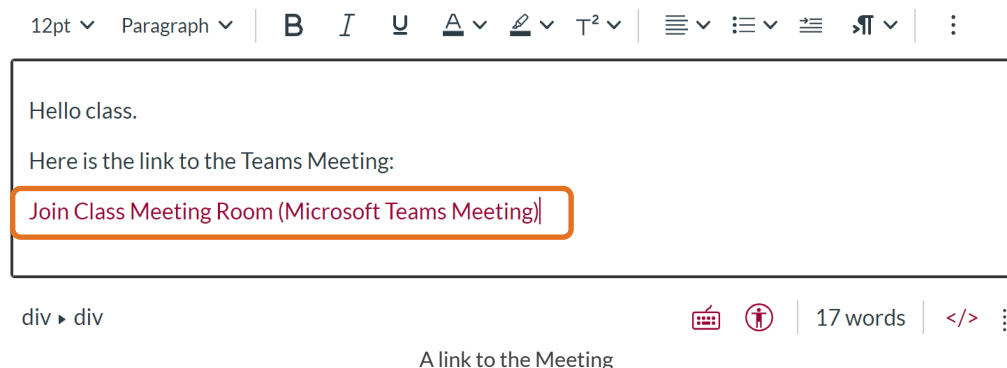 12pt Paragraph B I U A T²
Hello class.
Here is the link to the Teams Meeting:
Join Class Meeting Room (Microsoft Teams Meeting)
div ▸ div 17 words </>
A link to the Meeting